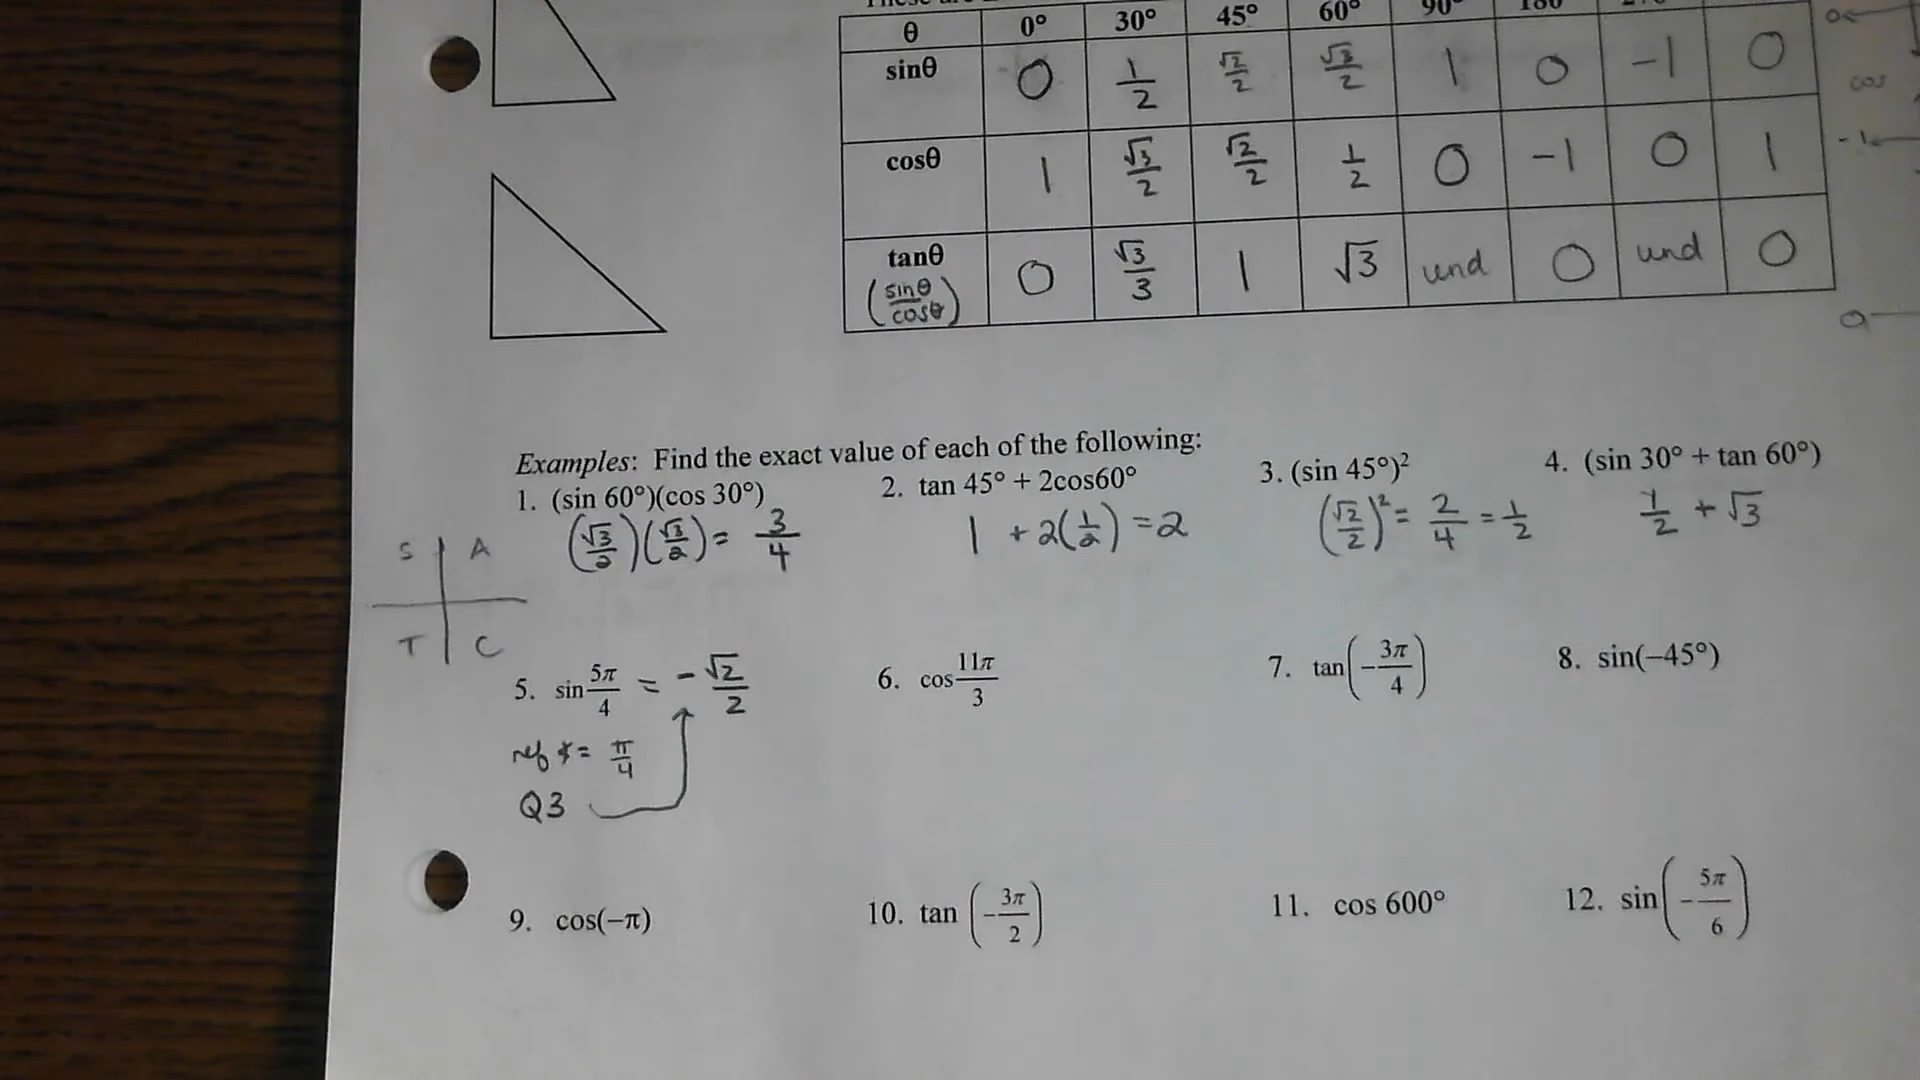 θ 0° 30° 45° 60° 90°
sinθ 0 1/2 √2/2 √3/2 1 0 -1 0
cosθ 1 √3/2 √2/2 1/2 0 -1 0 1
tanθ (sinθ/cosθ) 0 √3/3 1 √3 und 0 und 0
cos
-1
0
Examples: Find the exact value of each of the following:
1. (sin 60°)(cos 30°) 2. tan 45° + 2cos60° 3. (sin 45°)² 4. (sin 30° + tan 60°)
(√3/2)(√3/2) = 3/4 1 + 2(1/2) = 2 (√2/2)² = 2/4 = 1/2 1/2 + √3
S A
T C
5. sin 5π/4 = -√2/2 6. cos 11π/3 7. tan(-3π/4) 8. sin(−45°)
ref ∡ = π/4
Q3
9. cos(−π) 10. tan (-3π/2) 11. cos 600° 12. sin(-5π/6)